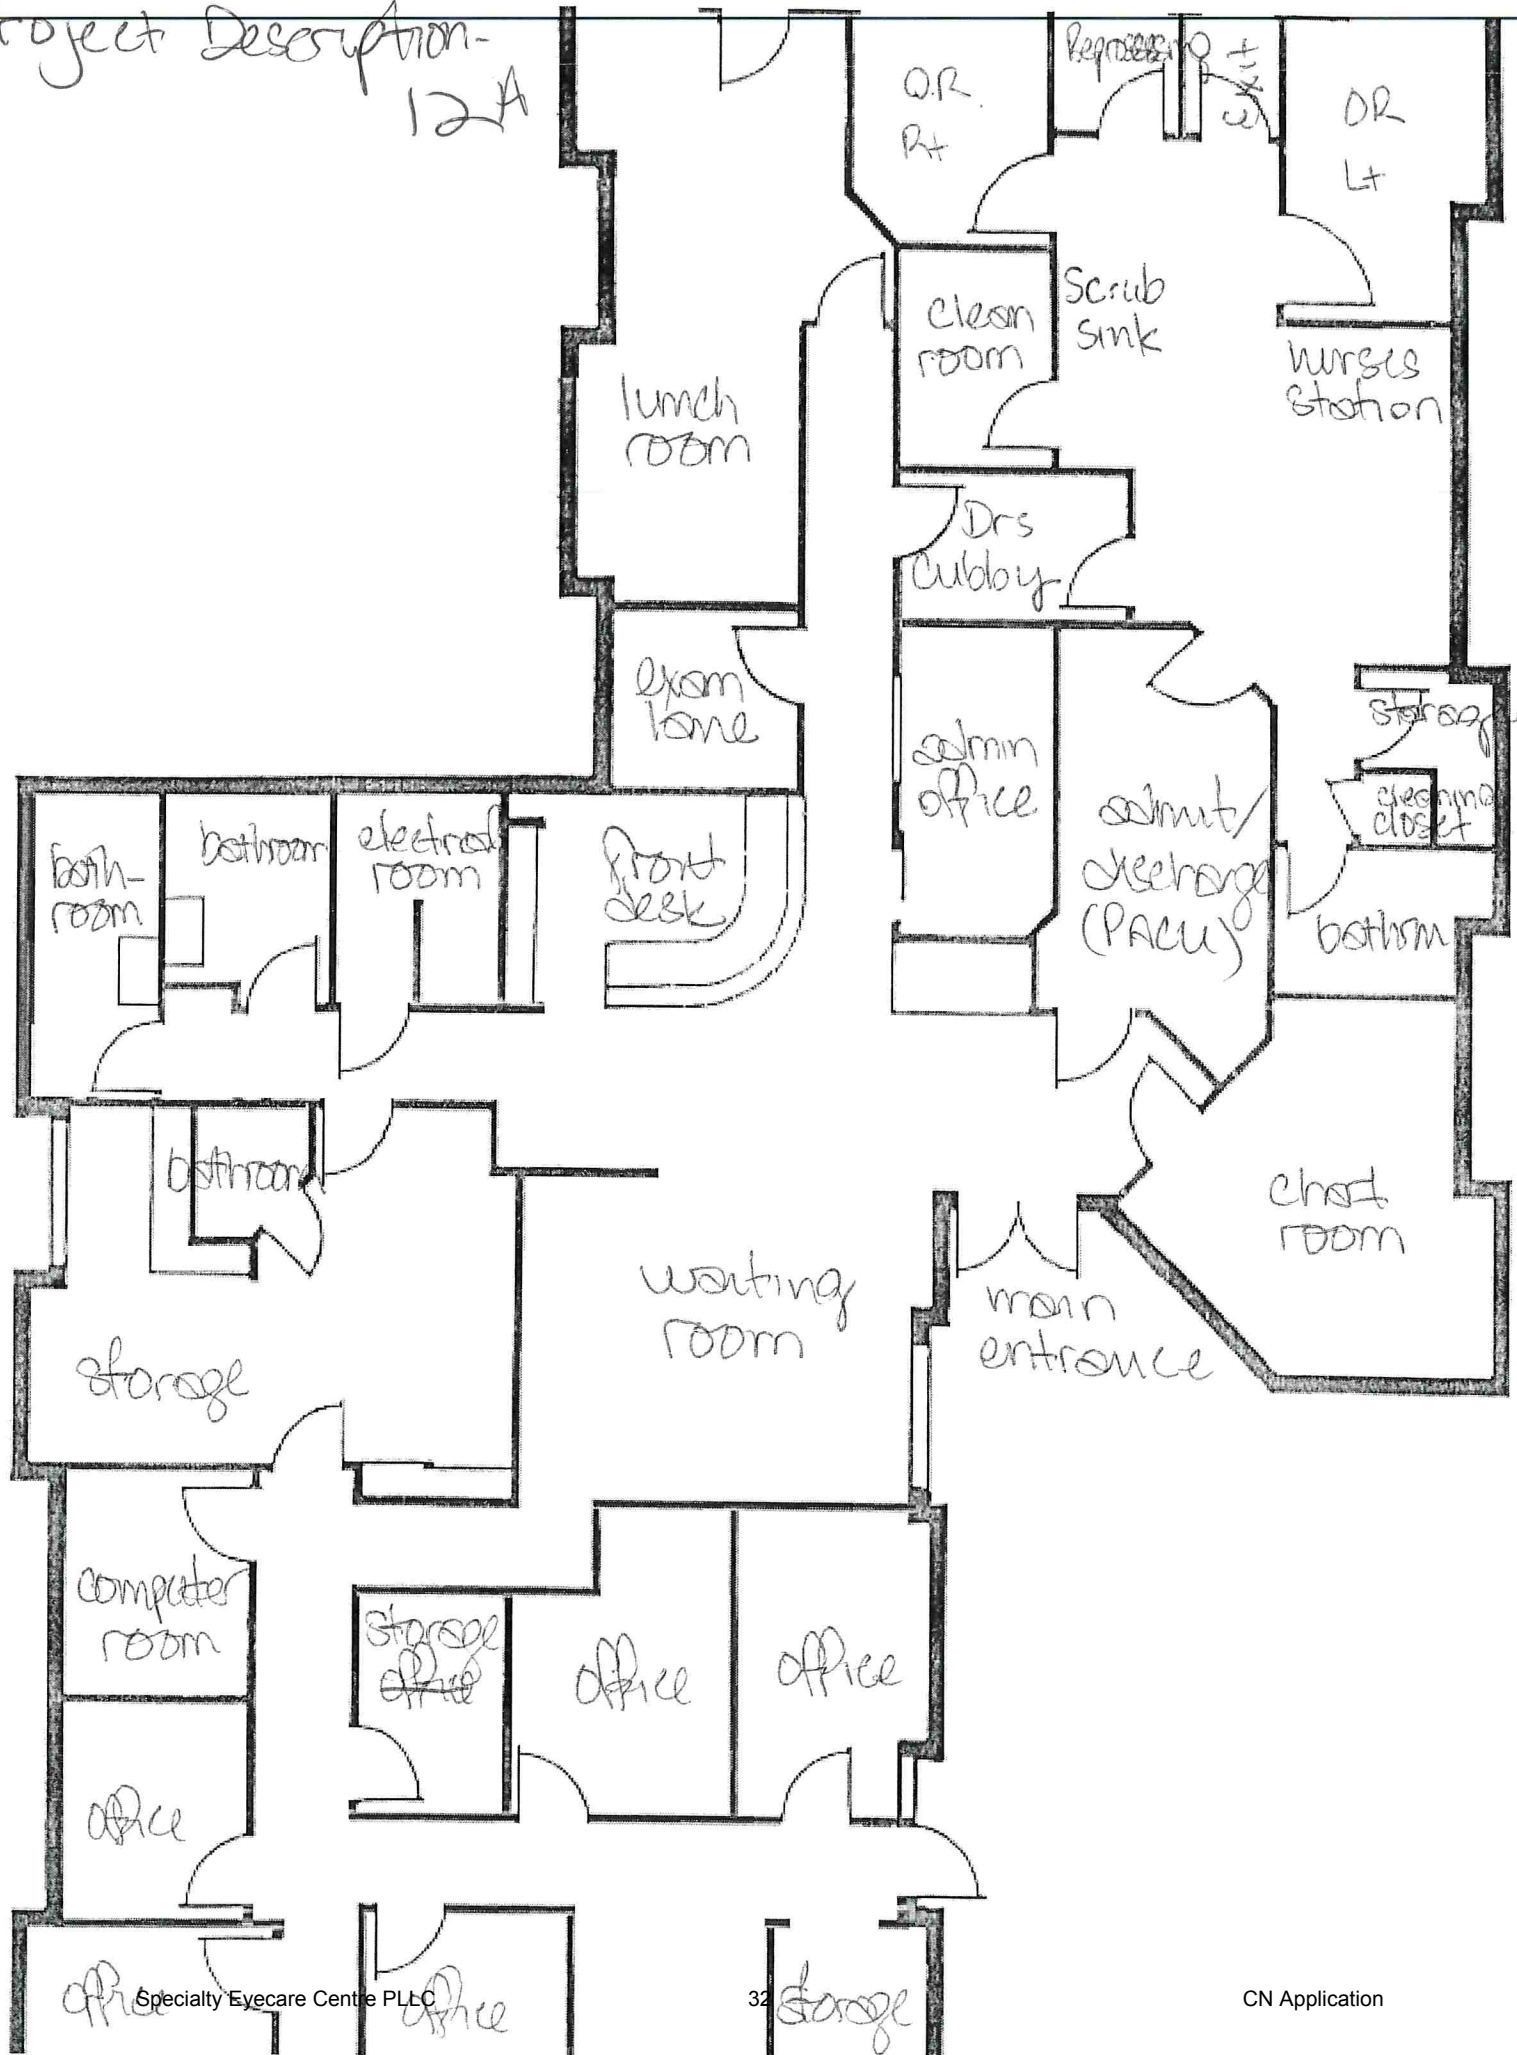 roject Description-
12A
O.R.
Rt
Reprocessing
exit
OR
Lt
clean
room
Scrub
sink
nurses
station
lunch
room
Drs
cubby
exam
lane
admin
office
admit/
discharge
(PACU)
storage
cleaning
closet
bathrm
bath-
room
bathroom
electrical
room
front
desk
bathroom
chart
room
waiting
room
main
entrance
storage
computer
room
storage
office
office
office
office
office
office
storage
Specialty Eyecare Centre PLLC
32
CN Application